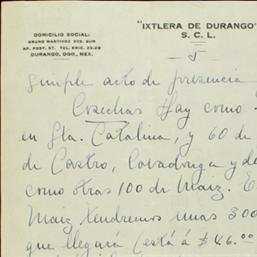 "IXTLERA DE DURANGO"
S. C. L.
DOMICILIO SOCIAL:
BRUNO MARTINEZ 203, SUR
AP. POST. 57. TEL. ERIC. 23-29
DURANGO, DGO., MEX.
5
simple acto de presencia
Cosechas Hay como
en Sta. Catalina, y 60 de
de Castro, Covadonga y de
como otras 100 de Maiz. E
Maiz tendremos unas 300
que llegará (está á $46.00